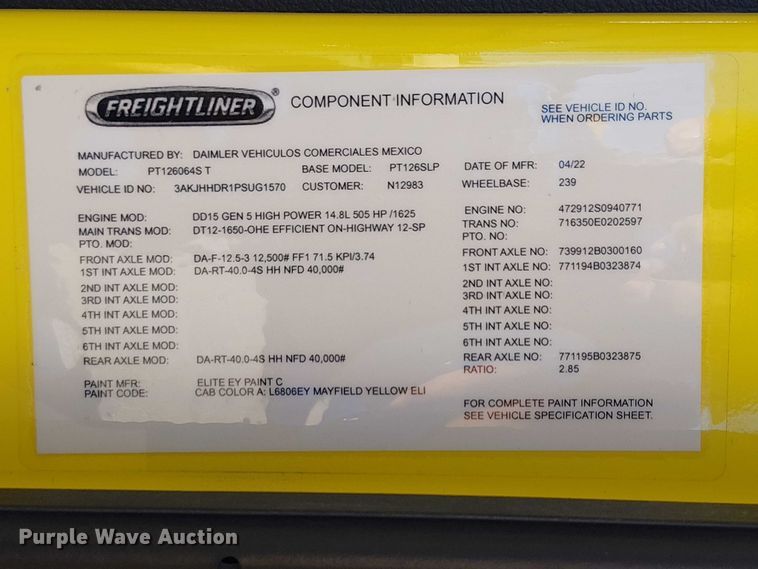 FREIGHTLINER®
COMPONENT INFORMATION
SEE VEHICLE ID NO.
WHEN ORDERING PARTS
MANUFACTURED BY: DAIMLER VEHICULOS COMERCIALES MEXICO
MODEL: PT126064S T BASE MODEL: PT126SLP DATE OF MFR: 04/22
VEHICLE ID NO: 3AKJHHDR1PSUG1570 CUSTOMER: N12983 WHEELBASE: 239
ENGINE MOD: DD15 GEN 5 HIGH POWER 14.8L 505 HP /1625 ENGINE NO: 472912S0940771
MAIN TRANS MOD: DT12-1650-OHE EFFICIENT ON-HIGHWAY 12-SP TRANS NO: 716350E0202597
PTO. MOD: PTO. NO:
FRONT AXLE MOD: DA-F-12.5-3 12,500# FF1 71.5 KPI/3.74 FRONT AXLE NO: 739912B0300160
1ST INT AXLE MOD: DA-RT-40.0-4S HH NFD 40,000# 1ST INT AXLE NO: 771194B0323874
2ND INT AXLE MOD: 2ND INT AXLE NO:
3RD INT AXLE MOD: 3RD INT AXLE NO:
4TH INT AXLE MOD: 4TH INT AXLE NO:
5TH INT AXLE MOD: 5TH INT AXLE NO:
6TH INT AXLE MOD: 6TH INT AXLE NO:
REAR AXLE MOD: DA-RT-40.0-4S HH NFD 40,000# REAR AXLE NO: 771195B0323875
RATIO: 2.85
PAINT MFR: ELITE EY PAINT C
PAINT CODE: CAB COLOR A: L6806EY MAYFIELD YELLOW ELI
FOR COMPLETE PAINT INFORMATION
SEE VEHICLE SPECIFICATION SHEET.
Purple Wave Auction